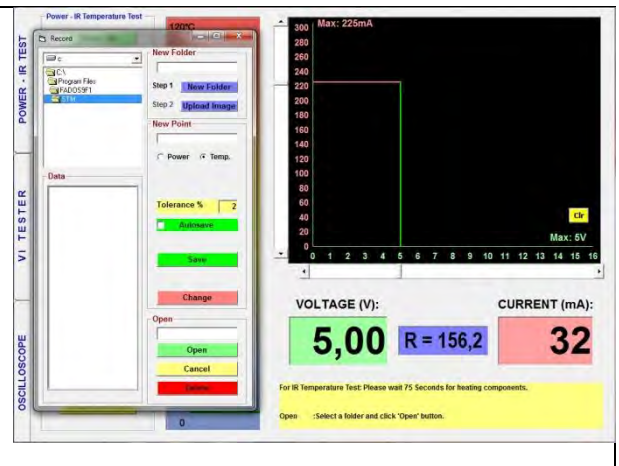 Power - IR Temperature Test
120ºC
POWER - IR TEST
VI TESTER
OSCILLOSCOPE
Record
c:
C:\
Program Files
FADOS9F1
STM
Data
New Folder
Step 1 New Folder
Step 2 Upload Image
New Point
Power Temp.
Tolerance % 2
Autosave
Save
Change
Open
Open
Cancel
Delete
0
Max: 225mA
300
280
260
240
220
200
180
160
140
120
100
80
60
40
20
0
Clr
Max: 5V
0 1 2 3 4 5 6 7 8 9 10 11 12 13 14 15 16
VOLTAGE (V): CURRENT (mA):
5,00 R = 156,2 32
For IR Temperature Test: Please wait 75 Seconds for heating components.
Open :Select a folder and click 'Open' button.